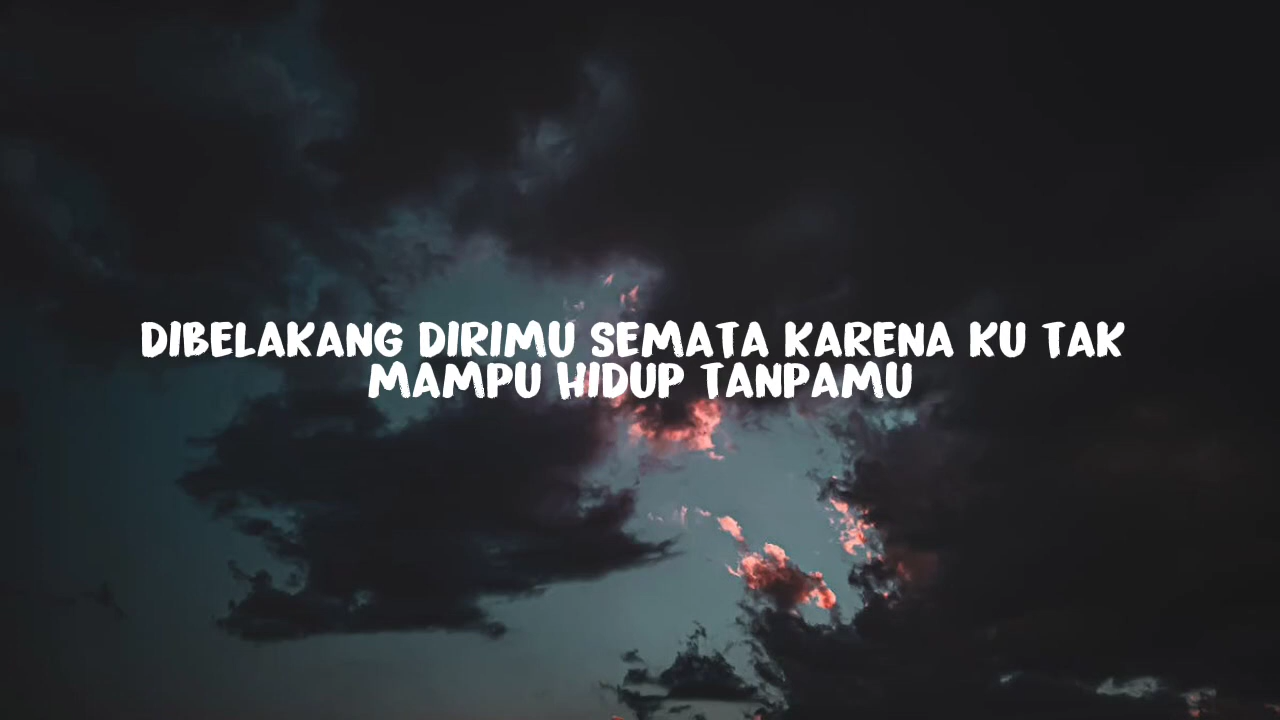 DIBELAKANG DIRIMU SEMATA KARENA KU TAK
MAMPU HIDUP TANPAMU